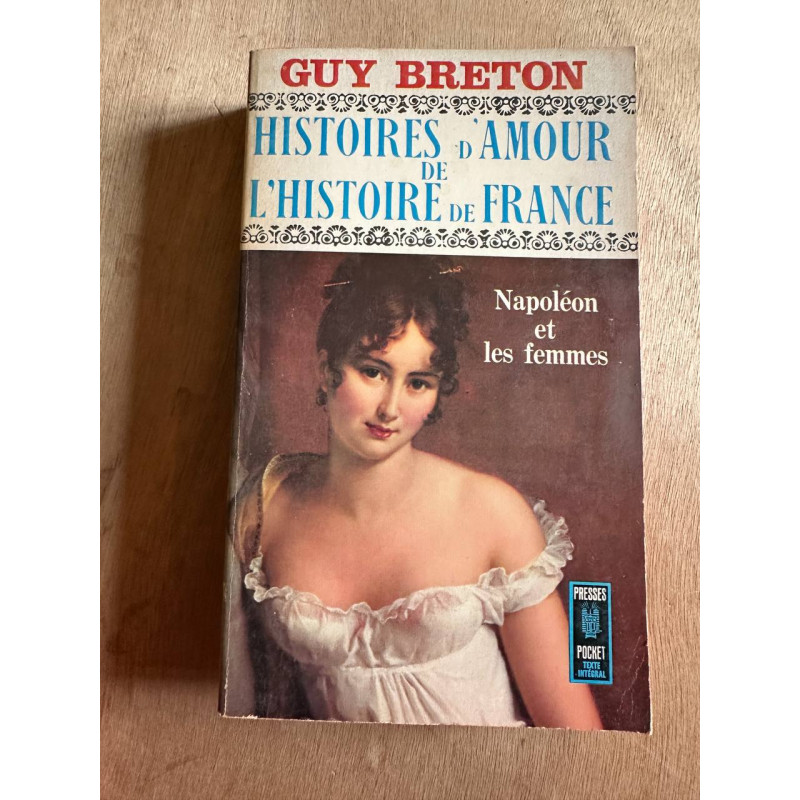 GUY BRETON
HISTOIRES D'AMOUR
DE
L'HISTOIRE DE FRANCE
Napoléon
et
les femmes
PRESSES
POCKET
TEXTE
INTÉGRAL